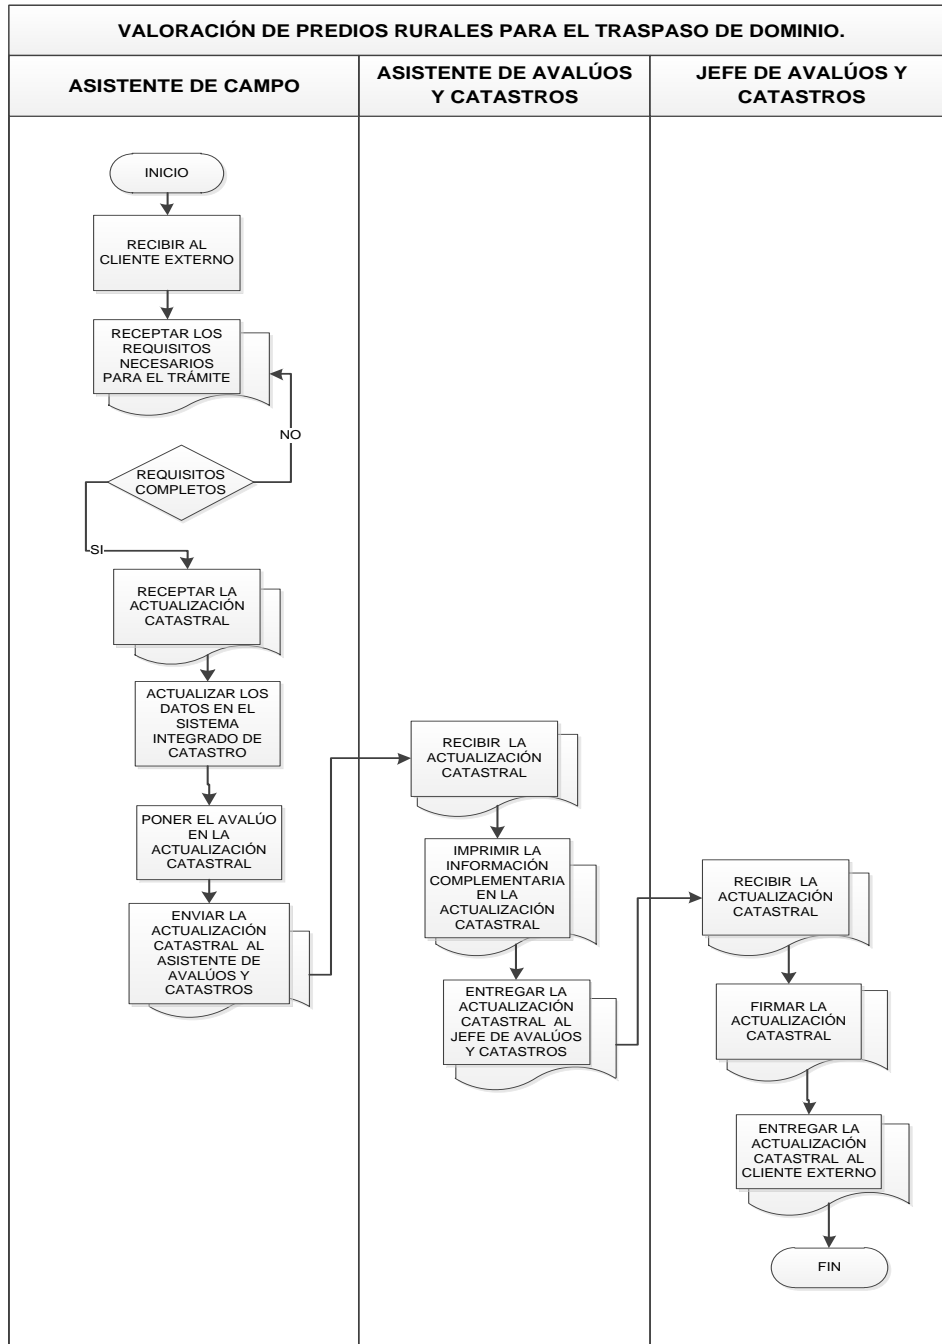 VALORACIÓN DE PREDIOS RURALES PARA EL TRASPASO DE DOMINIO.
ASISTENTE DE CAMPO
ASISTENTE DE AVALÚOS
Y CATASTROS
JEFE DE AVALÚOS Y
CATASTROS
INICIO
RECIBIR AL
CLIENTE EXTERNO
RECEPTAR LOS
REQUISITOS
NECESARIOS
PARA EL TRÁMITE
NO
REQUISITOS
COMPLETOS
SI
RECEPTAR LA
ACTUALIZACIÓN
CATASTRAL
ACTUALIZAR LOS
DATOS EN EL
SISTEMA
INTEGRADO DE
CATASTRO
PONER EL AVALÚO
EN LA
ACTUALIZACIÓN
CATASTRAL
ENVIAR LA
ACTUALIZACIÓN
CATASTRAL AL
ASISTENTE DE
AVALÚOS Y
CATASTROS
RECIBIR LA
ACTUALIZACIÓN
CATASTRAL
IMPRIMIR LA
INFORMACIÓN
COMPLEMENTARIA
EN LA
ACTUALIZACIÓN
CATASTRAL
ENTREGAR LA
ACTUALIZACIÓN
CATASTRAL AL
JEFE DE AVALÚOS
Y CATASTROS
RECIBIR LA
ACTUALIZACIÓN
CATASTRAL
FIRMAR LA
ACTUALIZACIÓN
CATASTRAL
ENTREGAR LA
ACTUALIZACIÓN
CATASTRAL AL
CLIENTE EXTERNO
FIN